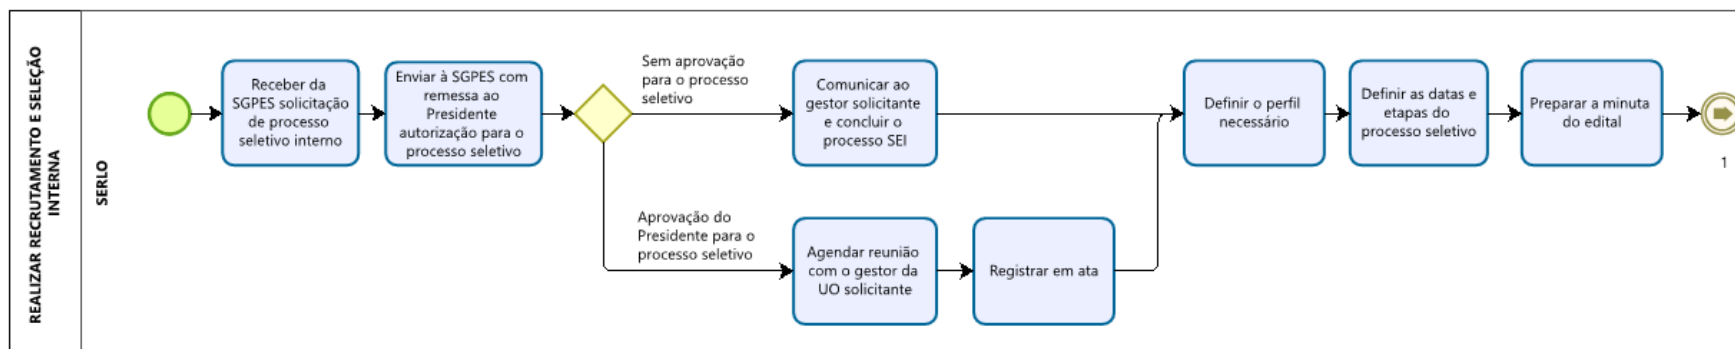 REALIZAR RECRUTAMENTO E SELEÇÃO
INTERNA
SERLO
Receber da
SGPES solicitação
de processo
seletivo interno
Enviar à SGPES com
remessa ao
Presidente
autorização para o
processo seletivo
Sem aprovação
para o processo
seletivo
Comunicar ao
gestor solicitante
e concluir o
processo SEI
Aprovação do
Presidente para o
processo seletivo
Agendar reunião
com o gestor da
UO solicitante
Registrar em ata
Definir o perfil
necessário
Definir as datas e
etapas do
processo seletivo
Preparar a minuta
do edital
1